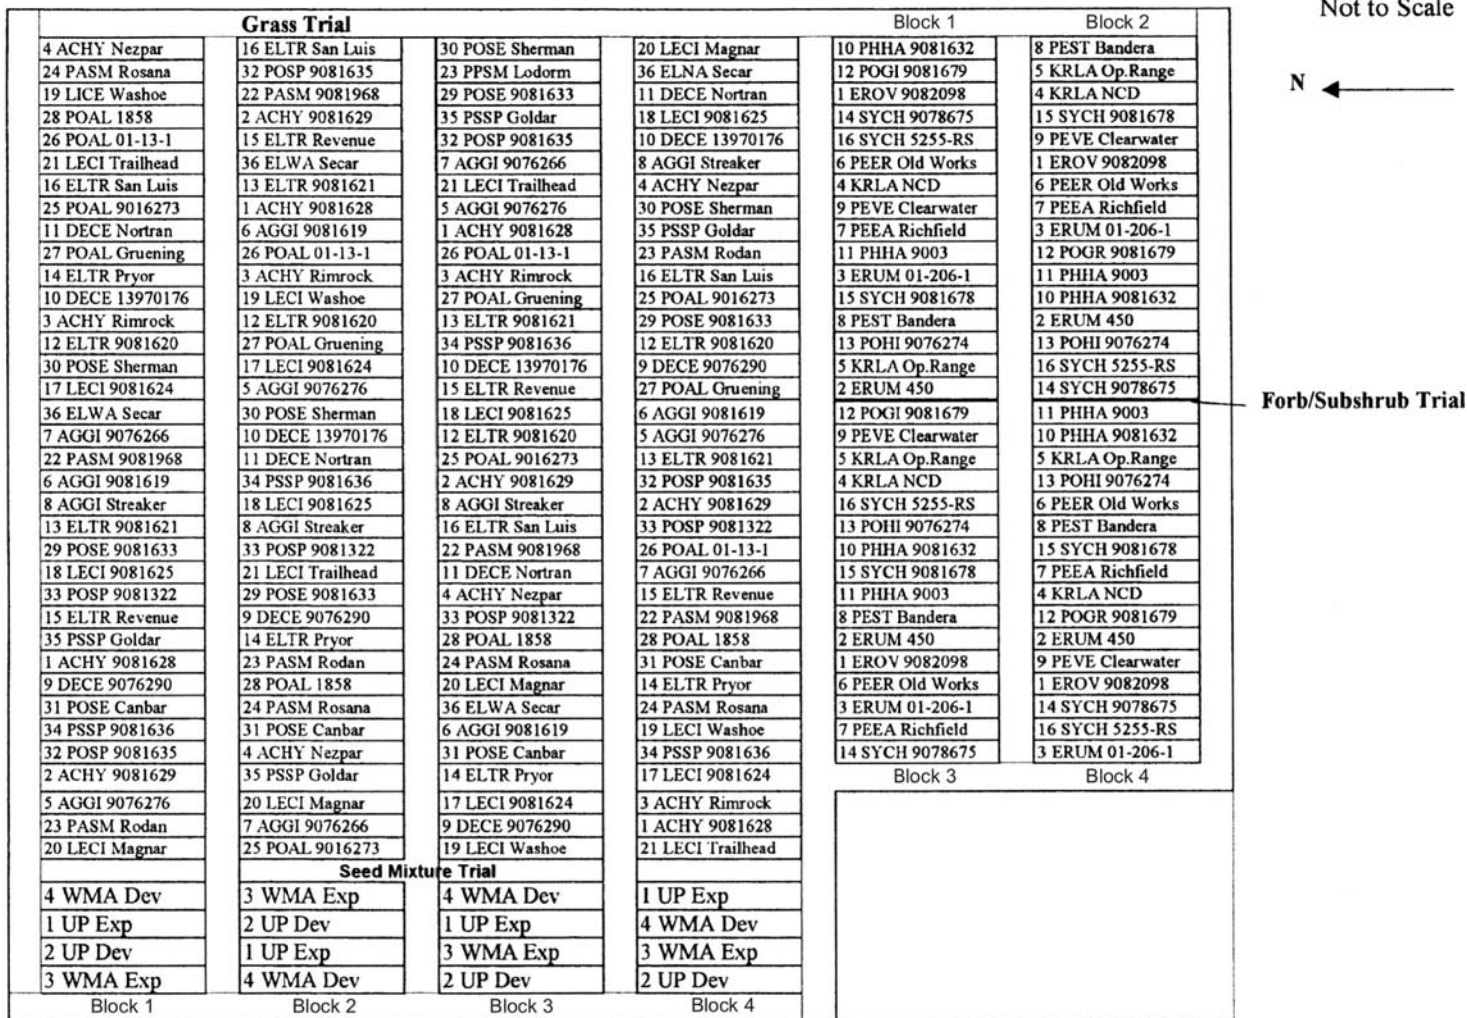 Not to Scale
N
Grass Trial
4 ACHY Nezpar
24 PASM Rosana
19 LICE Washoe
28 POAL 1858
26 POAL 01-13-1
21 LECI Trailhead
16 ELTR San Luis
25 POAL 9016273
11 DECE Nortran
27 POAL Gruening
14 ELTR Pryor
10 DECE 13970176
3 ACHY Rimrock
12 ELTR 9081620
30 POSE Sherman
17 LECI 9081624
36 ELWA Secar
7 AGGI 9076266
22 PASM 9081968
6 AGGI 9081619
8 AGGI Streaker
13 ELTR 9081621
29 POSE 9081633
18 LECI 9081625
33 POSP 9081322
15 ELTR Revenue
35 PSSP Goldar
1 ACHY 9081628
9 DECE 9076290
31 POSE Canbar
34 PSSP 9081636
32 POSP 9081635
2 ACHY 9081629
5 AGGI 9076276
23 PASM Rodan
20 LECI Magnar
16 ELTR San Luis
32 POSP 9081635
22 PASM 9081968
2 ACHY 9081629
15 ELTR Revenue
36 ELWA Secar
13 ELTR 9081621
1 ACHY 9081628
6 AGGI 9081619
26 POAL 01-13-1
3 ACHY Rimrock
19 LECI Washoe
12 ELTR 9081620
27 POAL Gruening
17 LECI 9081624
5 AGGI 9076276
30 POSE Sherman
10 DECE 13970176
11 DECE Nortran
34 PSSP 9081636
18 LECI 9081625
8 AGGI Streaker
33 POSP 9081322
21 LECI Trailhead
29 POSE 9081633
9 DECE 9076290
14 ELTR Pryor
23 PASM Rodan
28 POAL 1858
24 PASM Rosana
31 POSE Canbar
4 ACHY Nezpar
35 PSSP Goldar
20 LECI Magnar
7 AGGI 9076266
25 POAL 9016273
30 POSE Sherman
23 PPSM Lodorm
29 POSE 9081633
35 PSSP Goldar
32 POSP 9081635
7 AGGI 9076266
21 LECI Trailhead
5 AGGI 9076276
1 ACHY 9081628
26 POAL 01-13-1
3 ACHY Rimrock
27 POAL Gruening
13 ELTR 9081621
34 PSSP 9081636
10 DECE 13970176
15 ELTR Revenue
18 LECI 9081625
12 ELTR 9081620
25 POAL 9016273
2 ACHY 9081629
8 AGGI Streaker
16 ELTR San Luis
22 PASM 9081968
11 DECE Nortran
4 ACHY Nezpar
33 POSP 9081322
28 POAL 1858
24 PASM Rosana
20 LECI Magnar
36 ELWA Secar
6 AGGI 9081619
31 POSE Canbar
14 ELTR Pryor
17 LECI 9081624
9 DECE 9076290
19 LECI Washoe
20 LECI Magnar
36 ELNA Secar
11 DECE Nortran
18 LECI 9081625
10 DECE 13970176
8 AGGI Streaker
4 ACHY Nezpar
30 POSE Sherman
35 PSSP Goldar
23 PASM Rodan
16 ELTR San Luis
25 POAL 9016273
29 POSE 9081633
12 ELTR 9081620
9 DECE 9076290
27 POAL Gruening
6 AGGI 9081619
5 AGGI 9076276
13 ELTR 9081621
32 POSP 9081635
2 ACHY 9081629
33 POSP 9081322
26 POAL 01-13-1
7 AGGI 9076266
15 ELTR Revenue
22 PASM 9081968
28 POAL 1858
31 POSE Canbar
14 ELTR Pryor
24 PASM Rosana
19 LECI Washoe
34 PSSP 9081636
17 LECI 9081624
3 ACHY Rimrock
1 ACHY 9081628
21 LECI Trailhead
Seed Mixture Trial
4 WMA Dev
1 UP Exp
2 UP Dev
3 WMA Exp
Block 1
3 WMA Exp
2 UP Dev
1 UP Exp
4 WMA Dev
Block 2
4 WMA Dev
1 UP Exp
3 WMA Exp
2 UP Dev
Block 3
1 UP Exp
4 WMA Dev
3 WMA Exp
2 UP Dev
Block 4
Block 1
10 PHHA 9081632
12 POGI 9081679
1 EROV 9082098
14 SYCH 9078675
16 SYCH 5255-RS
6 PEER Old Works
4 KRLA NCD
9 PEVE Clearwater
7 PEEA Richfield
11 PHHA 9003
3 ERUM 01-206-1
15 SYCH 9081678
8 PEST Bandera
13 POHI 9076274
5 KRLA Op.Range
2 ERUM 450
12 POGI 9081679
9 PEVE Clearwater
5 KRLA Op.Range
4 KRLA NCD
16 SYCH 5255-RS
13 POHI 9076274
10 PHHA 9081632
15 SYCH 9081678
11 PHHA 9003
8 PEST Bandera
2 ERUM 450
1 EROV 9082098
6 PEER Old Works
3 ERUM 01-206-1
7 PEEA Richfield
14 SYCH 9078675
Block 3
Block 2
8 PEST Bandera
5 KRLA Op.Range
4 KRLA NCD
15 SYCH 9081678
9 PEVE Clearwater
1 EROV 9082098
6 PEER Old Works
7 PEEA Richfield
3 ERUM 01-206-1
12 POGR 9081679
11 PHHA 9003
10 PHHA 9081632
2 ERUM 450
13 POHI 9076274
16 SYCH 5255-RS
14 SYCH 9078675
11 PHHA 9003
10 PHHA 9081632
5 KRLA Op.Range
13 POHI 9076274
6 PEER Old Works
8 PEST Bandera
15 SYCH 9081678
7 PEEA Richfield
4 KRLA NCD
12 POGR 9081679
2 ERUM 450
9 PEVE Clearwater
1 EROV 9082098
14 SYCH 9078675
16 SYCH 5255-RS
3 ERUM 01-206-1
Block 4
Forb/Subshrub Trial